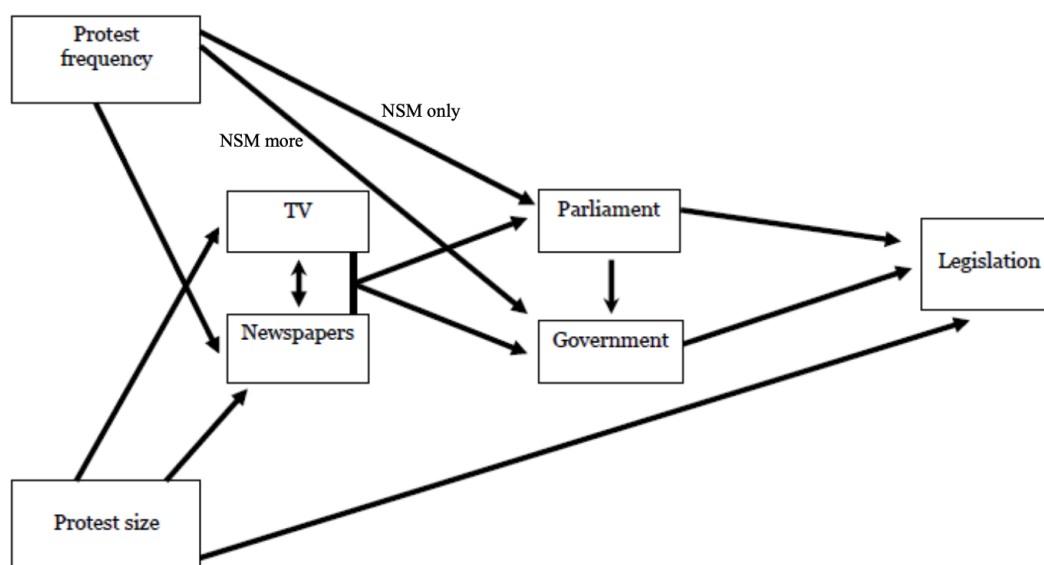 Protest
frequency
NSM only
NSM more
TV
Parliament
Legislation
Newspapers
Government
Protest size